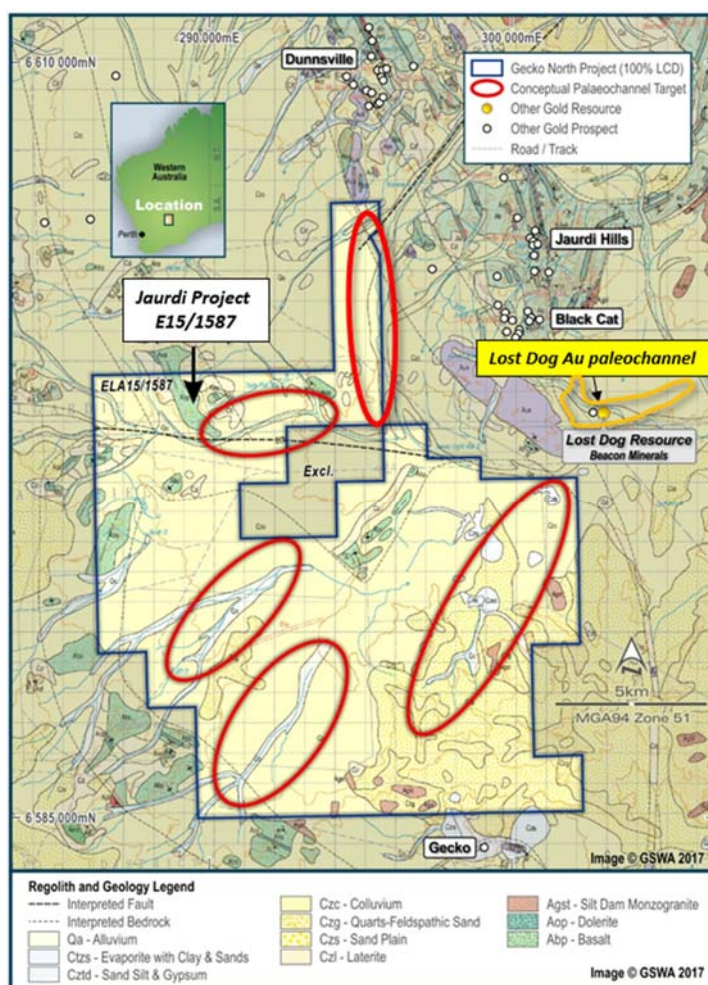 290 000mE
300 000mE
6 610 000mN
Dunnsville
Gecko North Project (100% LCD)
Conceptual Palaeochannel Target
Other Gold Resource
Other Gold Prospect
Road / Track
Western
Australia
Location
Perth
Jaurdi Hills
Jaurdi Project
E15/1587
Black Cat
Lost Dog Au paleochannel
ELA15/1587
Lost Dog Resource
Beacon Minerals
Excl.
5km
MGA94 Zone 51
6 585 000mN
Gecko
Image © GSWA 2017
Regolith and Geology Legend
Interpreted Fault
Interpreted Bedrock
Qa - Alluvium
Ctzs - Evaporite with Clay & Sands
Cztd - Sand Silt & Gypsum
Czc - Colluvium
Czg - Quarts-Feldspathic Sand
Czs - Sand Plain
Czl - Laterite
Agst - Silt Dam Monzogranite
Aop - Dolerite
Abp - Basalt
Image © GSWA 2017